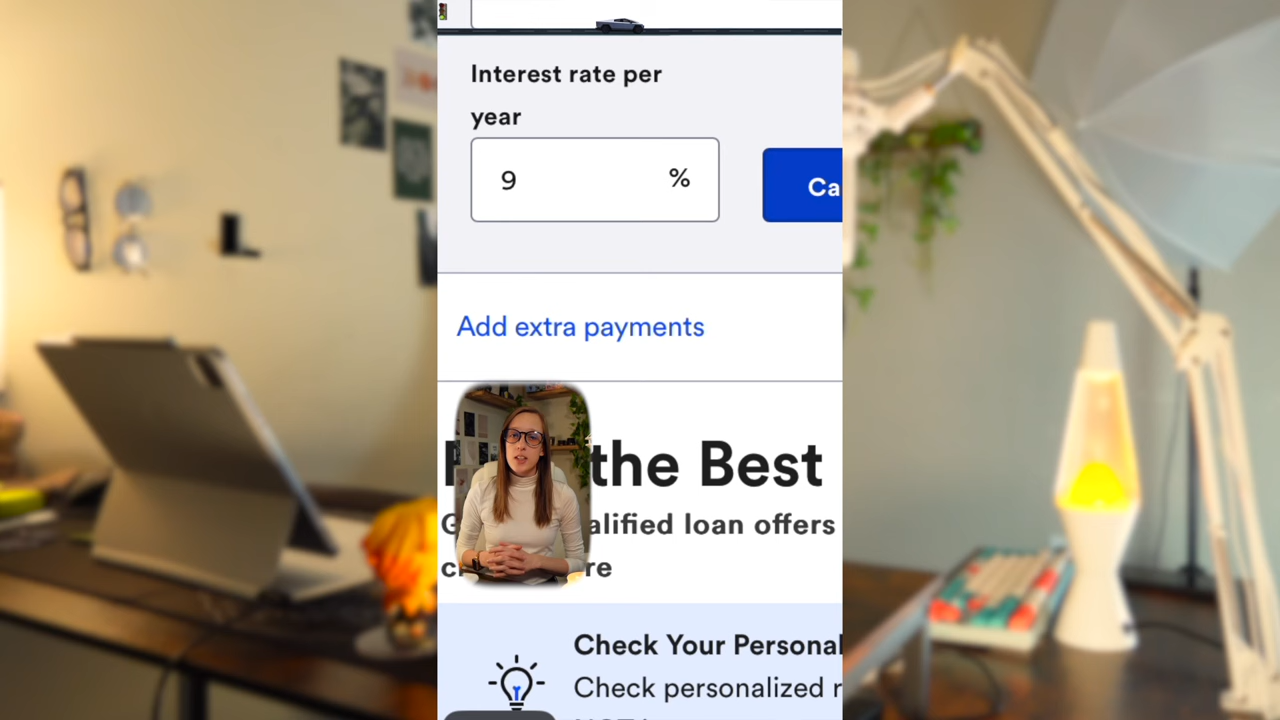 Interest rate per
year
9 %
Ca
Add extra payments
the Best
alified loan offers
re
Check Your Personal
Check personalized r